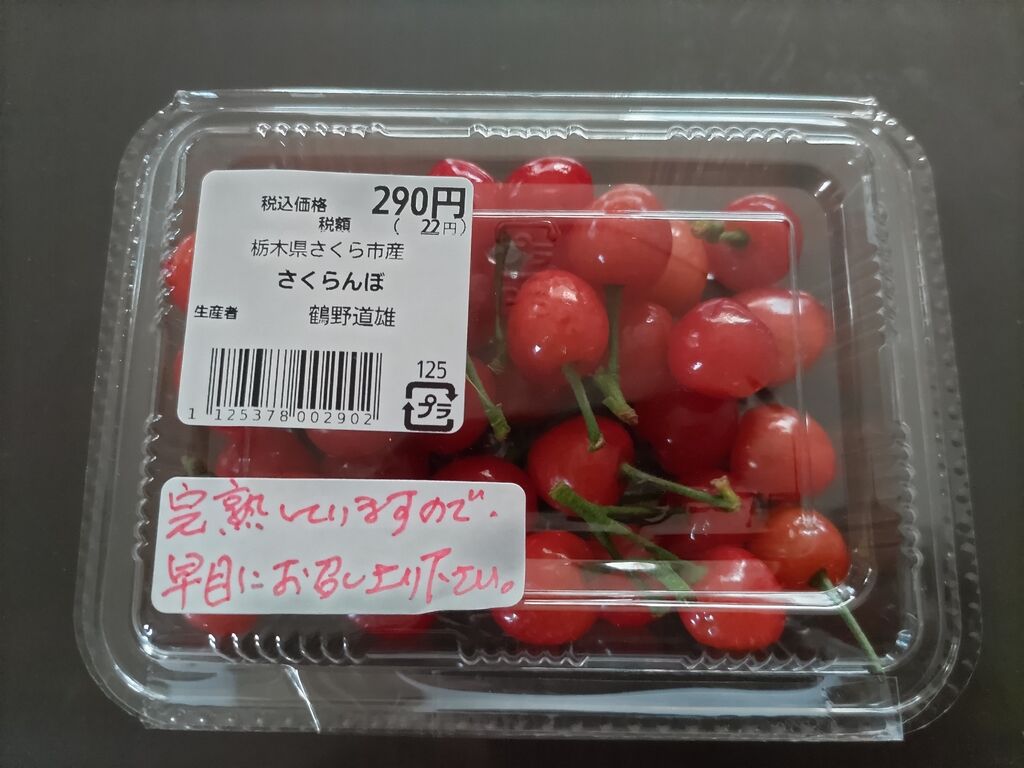 税込価格 290円
税額 ( 22円)
栃木県さくら市産
さくらんぼ
生産者 鶴野道雄
125
プラ
1 125378 002902
完熟していますので、
早目にお召し上り下さい。